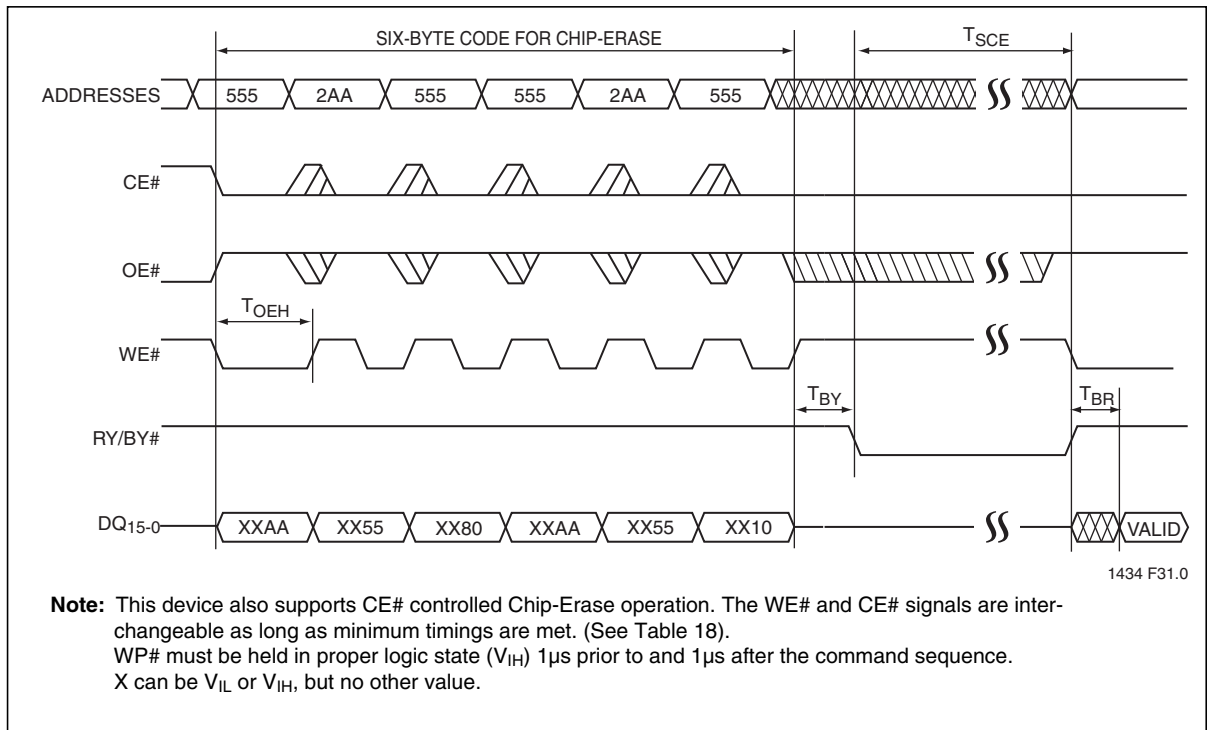 SIX-BYTE CODE FOR CHIP-ERASE
TSCE
ADDRESSES 555 2AA 555 555 2AA 555
CE#
OE#
TOEH
WE#
TBY TBR
RY/BY#
DQ15-0 XXAA XX55 XX80 XXAA XX55 XX10 VALID
1434 F31.0
Note: This device also supports CE# controlled Chip-Erase operation. The WE# and CE# signals are inter-
changeable as long as minimum timings are met. (See Table 18).
WP# must be held in proper logic state (VIH) 1µs prior to and 1µs after the command sequence.
X can be VIL or VIH, but no other value.